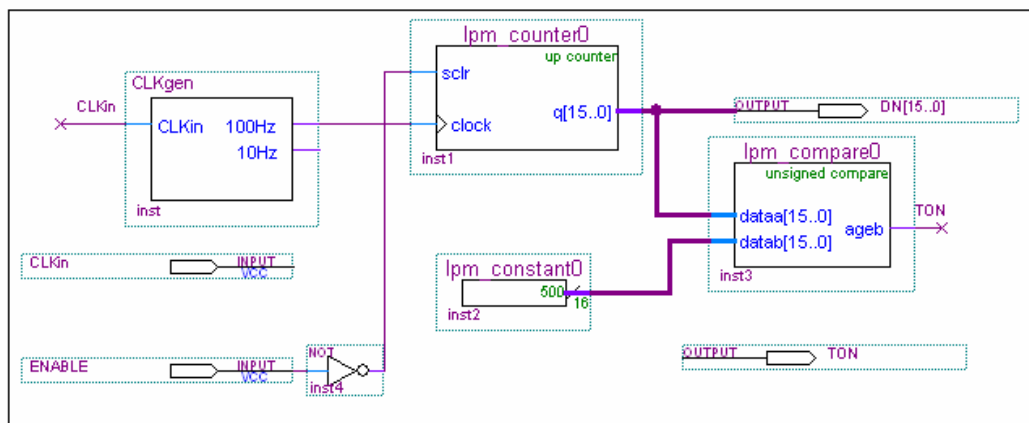 lpm_counter0
up counter
sclr
q[15..0]
clock
inst1
CLKgen
CLKin
CLKin 100Hz
10Hz
inst
OUTPUT DN[15..0]
lpm_compare0
unsigned compare
dataa[15..0]
ageb
datab[15..0]
inst3
TON
CLKin INPUT
VCC
lpm_constant0
500
16
inst2
ENABLE INPUT
VCC
NOT
inst4
OUTPUT TON